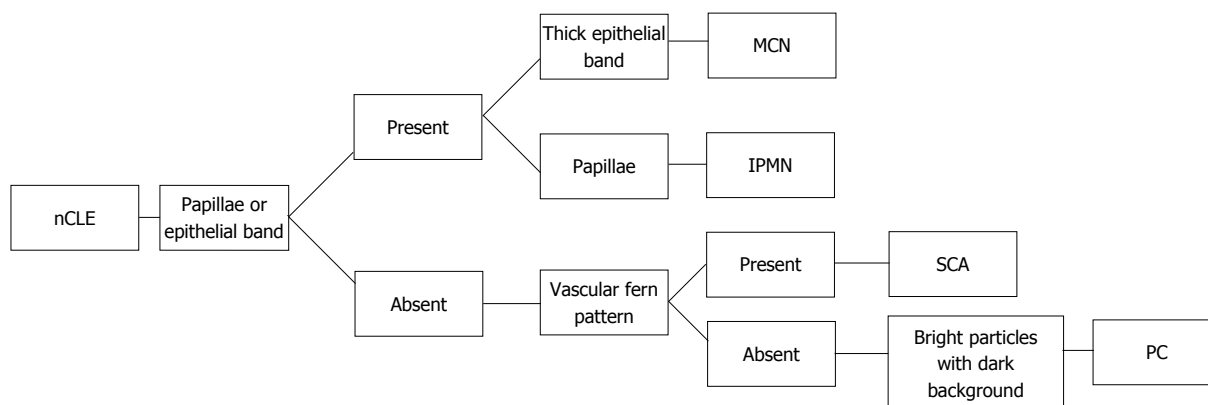 Thick epithelial
band
MCN
Present
Papillae
IPMN
nCLE
Papillae or
epithelial band
Present
SCA
Absent
Vascular fern
pattern
Absent
Bright particles
with dark
background
PC